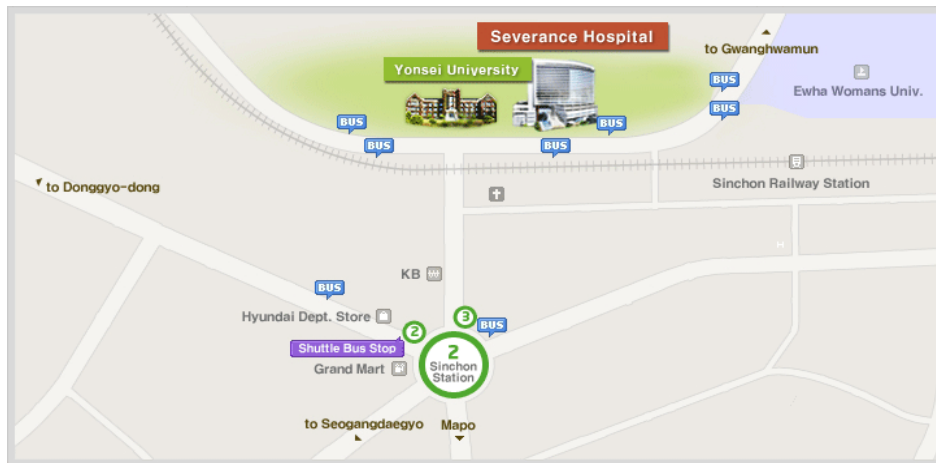 Severance Hospital
to Gwanghwamun
Yonsei University
BUS
BUS
Ewha Womans Univ.
BUS
BUS
BUS
BUS
to Donggyo-dong
Sinchon Railway Station
H
KB
BUS
Hyundai Dept. Store
3
2
BUS
Shuttle Bus Stop
2
Sinchon
Station
Grand Mart
to Seogangdaegyo
Mapo